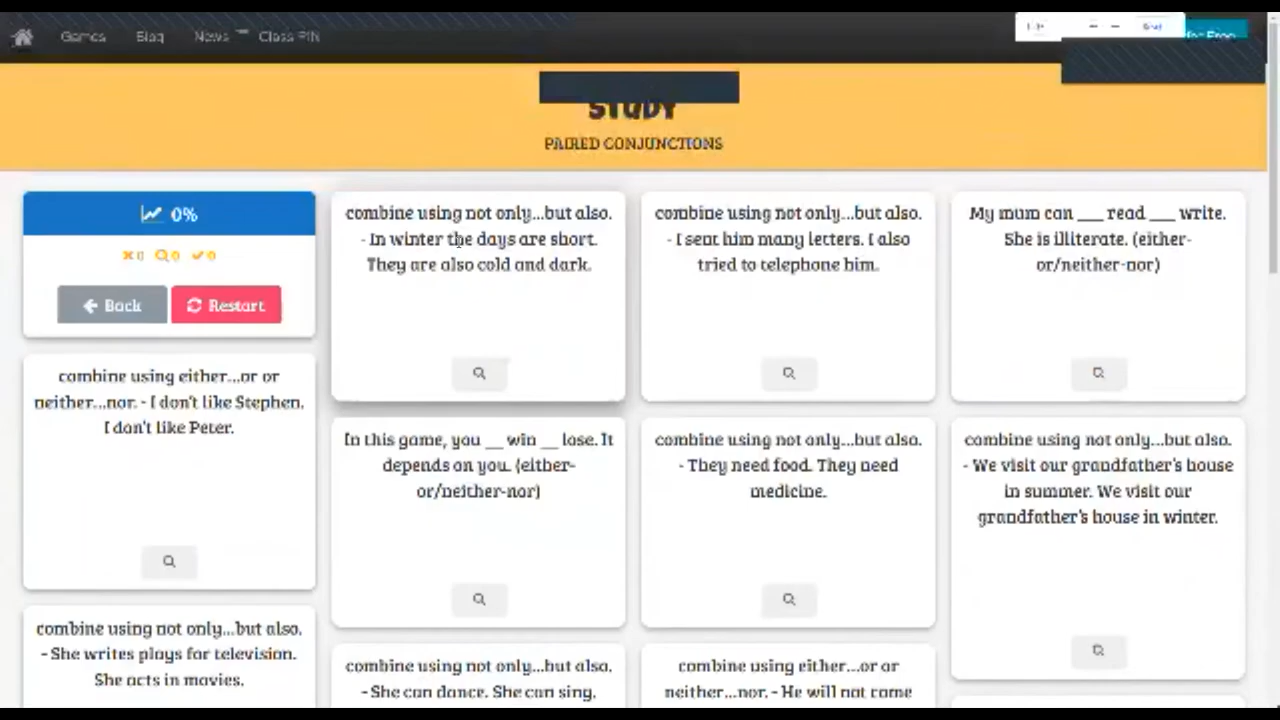 Games Blog News Class PIN
STUDY
PAIRED CONJUNCTIONS
0%
0 0 0
Back Restart
combine using not only...but also.
- In winter the days are short.
They are also cold and dark.
combine using not only...but also.
- I sent him many letters. I also
tried to telephone him.
My mum can ___ read ___ write.
She is illiterate. (either-
or/neither-nor)
combine using either...or or
neither...nor. - I don't like Stephen.
I don't like Peter.
In this game, you __ win __ lose. It
depends on you. (either-
or/neither-nor)
combine using not only...but also.
- They need food. They need
medicine.
combine using not only...but also.
- We visit our grandfather's house
in summer. We visit our
grandfather's house in winter.
combine using not only...but also.
- She writes plays for television.
She acts in movies.
combine using not only...but also.
- She can dance. She can sing.
combine using either...or or
neither...nor. - He will not come